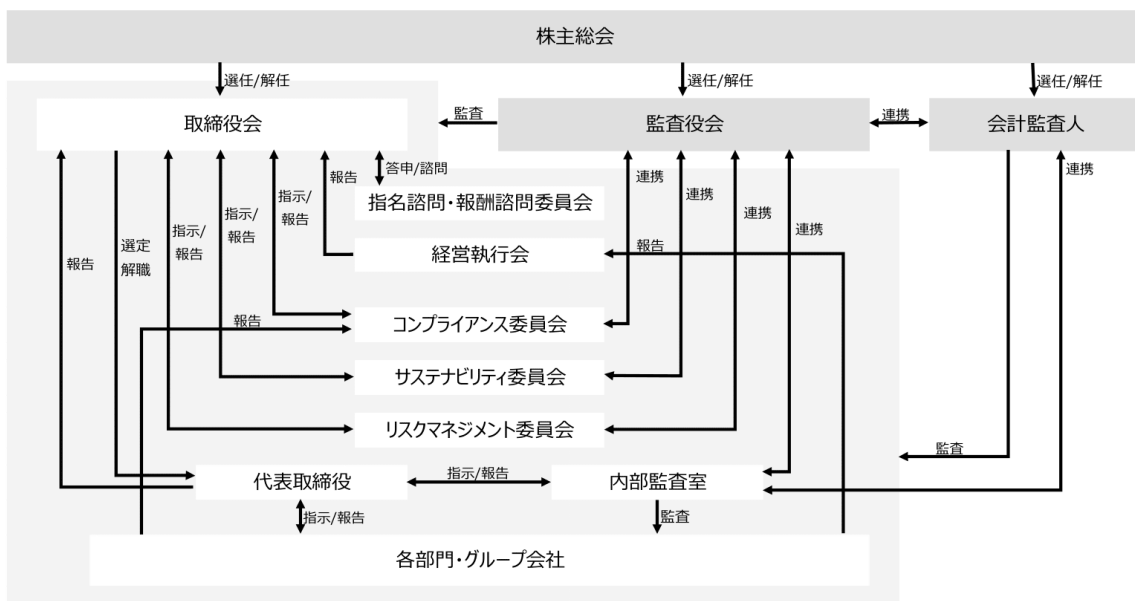 株主総会
選任/解任
選任/解任
選任/解任
取締役会
監査
監査役会
連携
会計監査人
答申/諮問
報告
連携
連携
連携
連携
連携
指名諮問・報酬諮問委員会
指示/
報告
指示/
報告
指示/
報告
選定
解職
報告
経営執行会
報告
報告
コンプライアンス委員会
サステナビリティ委員会
リスクマネジメント委員会
監査
代表取締役
指示/報告
内部監査室
指示/報告
監査
各部門・グループ会社